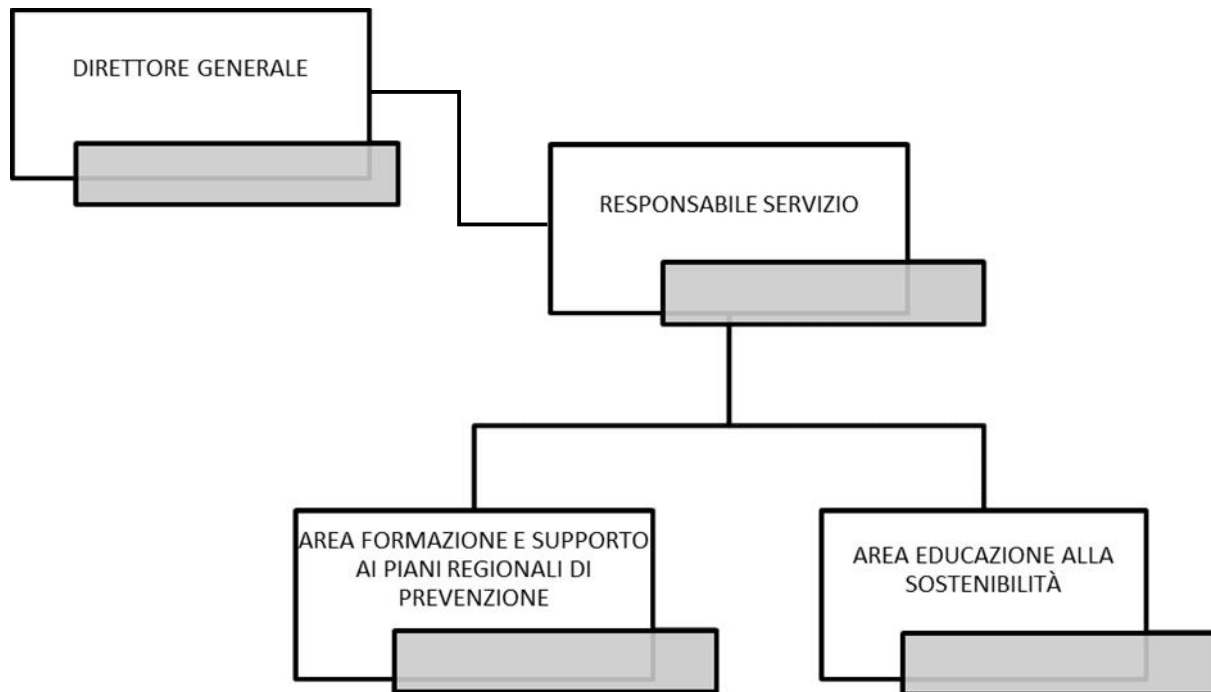 DIRETTORE GENERALE
RESPONSABILE SERVIZIO
AREA FORMAZIONE E SUPPORTO
AI PIANI REGIONALI DI
PREVENZIONE
AREA EDUCAZIONE ALLA
SOSTENIBILITÀ